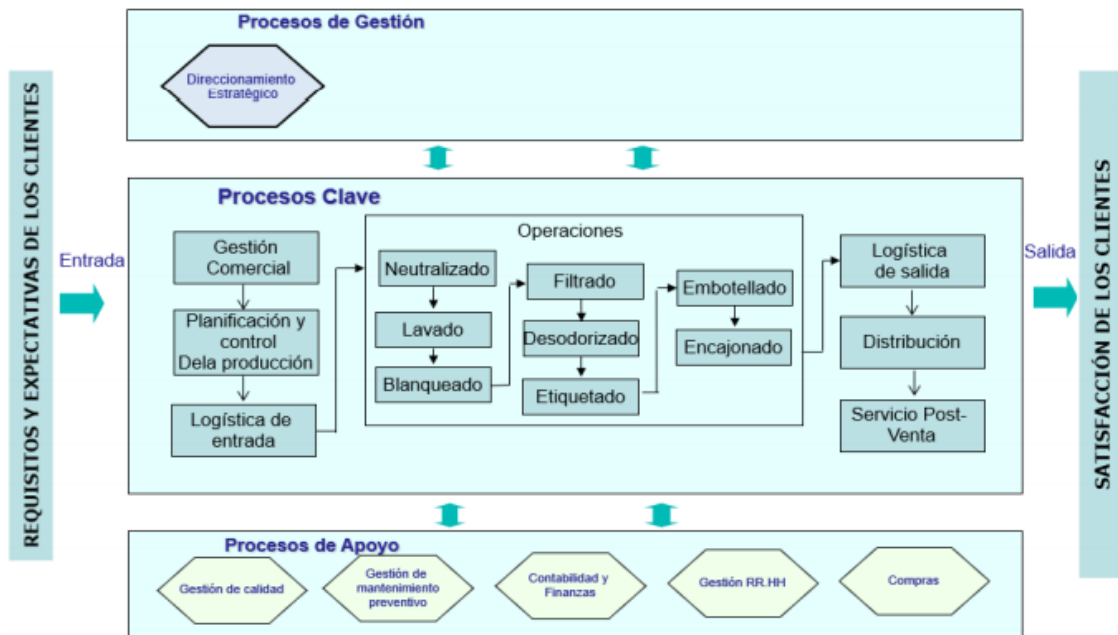 Procesos de Gestión
Direccionamiento
Estratégico
REQUISITOS Y EXPECTATIVAS DE LOS CLIENTES
Entrada
Procesos Clave
Gestión
Comercial
Planificación y
control
Dela producción
Logística de
entrada
Operaciones
Neutralizado
Lavado
Blanqueado
Filtrado
Desodorizado
Etiquetado
Embotellado
Encajonado
Logística
de salida
Distribución
Servicio Post-
Venta
Salida
SATISFACCIÓN DE LOS CLIENTES
Procesos de Apoyo
Gestión de calidad
Gestión de
mantenimiento
preventivo
Contabilidad y
Finanzas
Gestión RR.HH
Compras